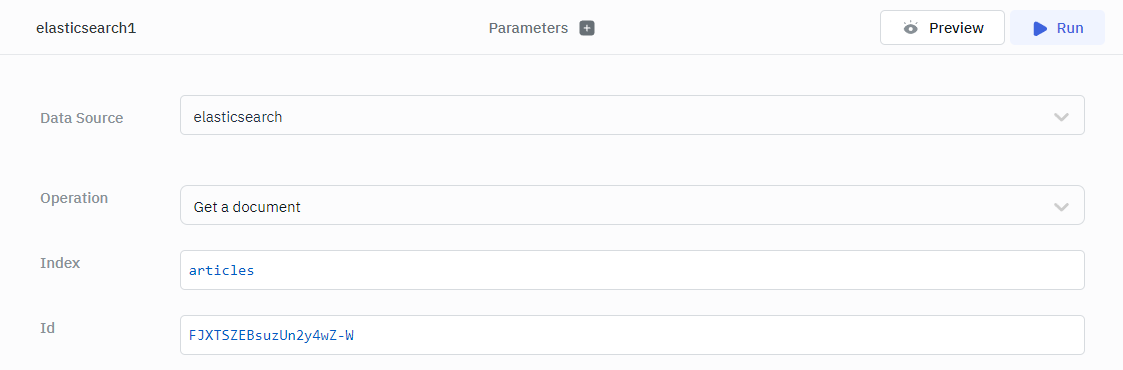 elasticsearch1 Parameters + Preview Run
Data Source elasticsearch
Operation Get a document
Index articles
Id FJXTSZEBsuzUn2y4wZ-W